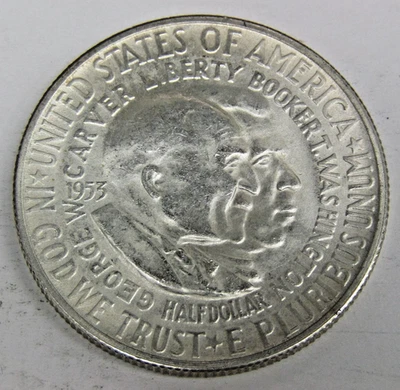 UNITED STATES OF AMERICA
★ E PLURIBUS UNUM ★
IN GOD WE TRUST ★
GEORGE W. CARVER LIBERTY BOOKER T. WASHINGTON
1953
HALF DOLLAR